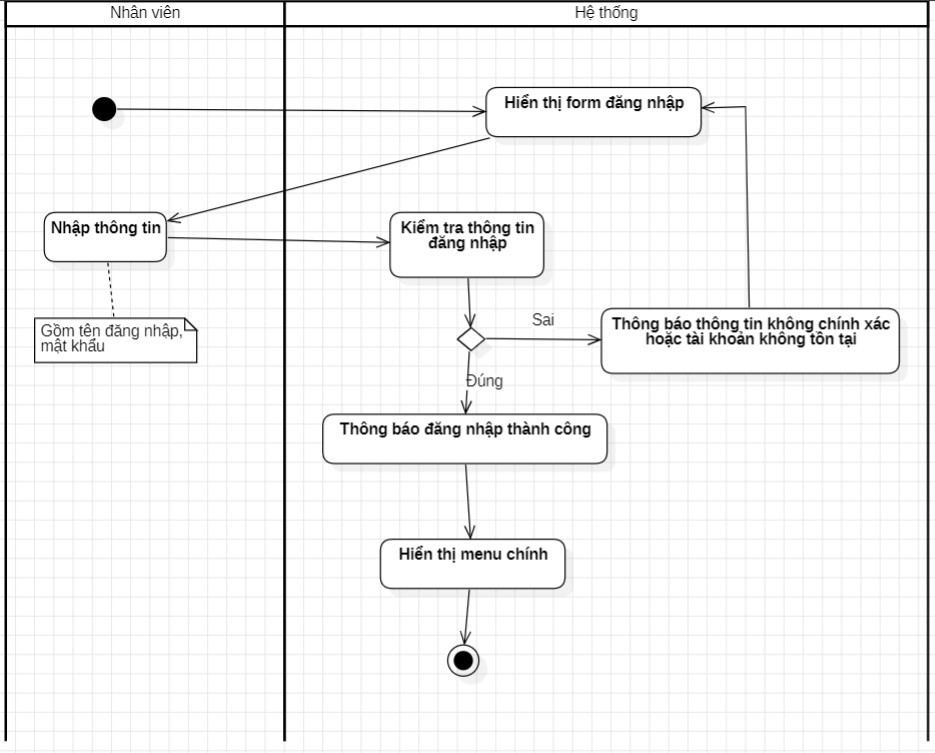 Nhân viên
Hệ thống
Hiển thị form đăng nhập
Nhập thông tin
Kiểm tra thông tin
đăng nhập
Gồm tên đăng nhập,
mật khẩu
Sai
Thông báo thông tin không chính xác
hoặc tài khoản không tồn tại
Đúng
Thông báo đăng nhập thành công
Hiển thị menu chính